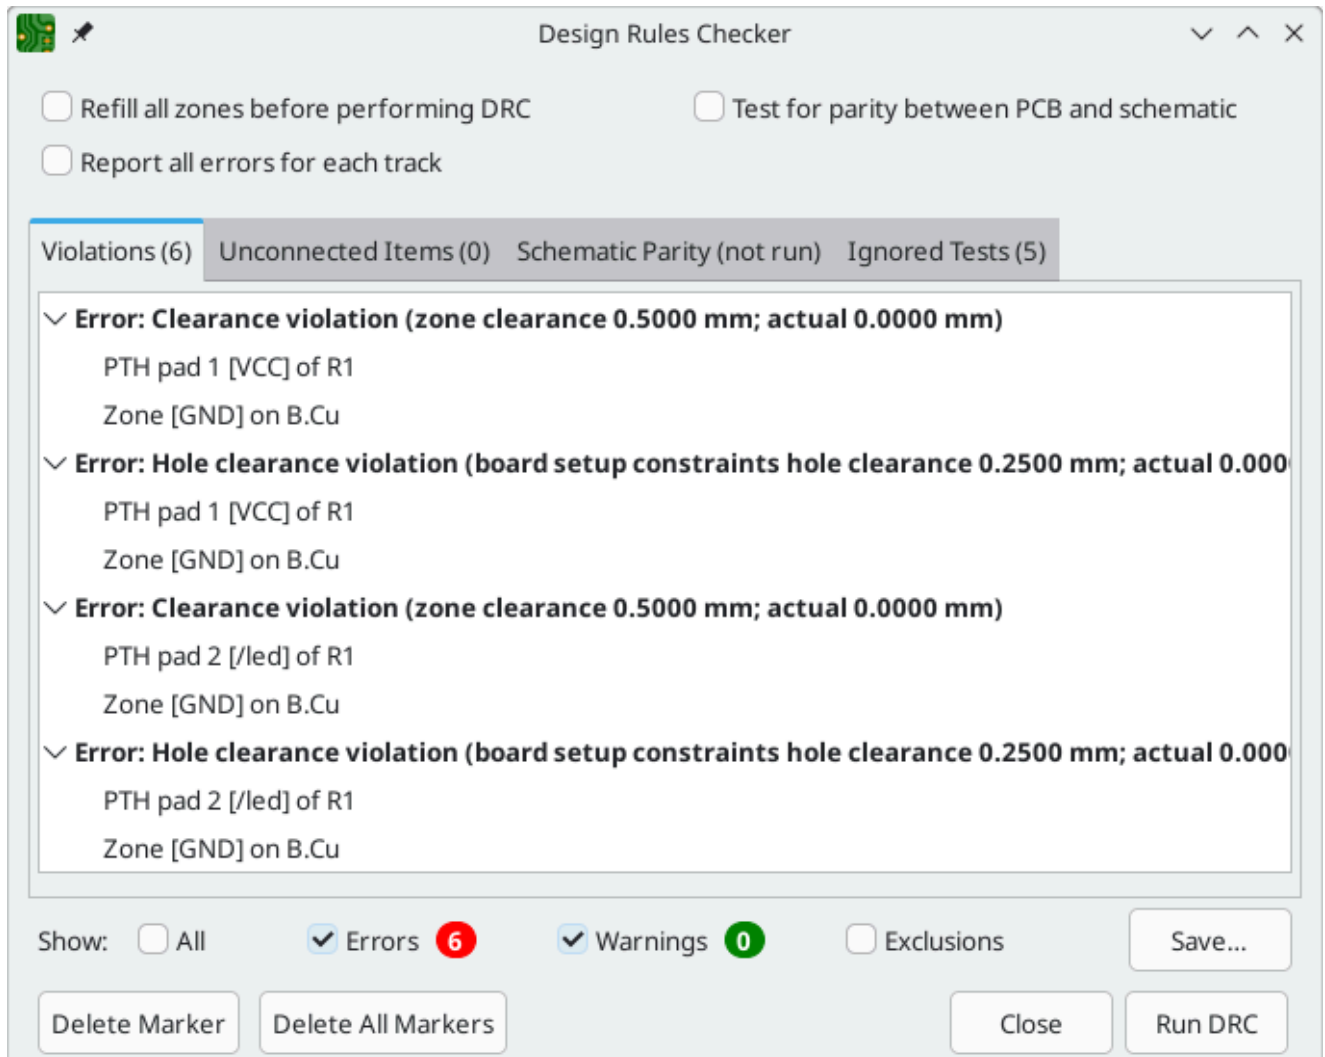 Design Rules Checker
Refill all zones before performing DRC
Test for parity between PCB and schematic
Report all errors for each track
Violations (6) Unconnected Items (0) Schematic Parity (not run) Ignored Tests (5)
Error: Clearance violation (zone clearance 0.5000 mm; actual 0.0000 mm)
PTH pad 1 [VCC] of R1
Zone [GND] on B.Cu
Error: Hole clearance violation (board setup constraints hole clearance 0.2500 mm; actual 0.000
PTH pad 1 [VCC] of R1
Zone [GND] on B.Cu
Error: Clearance violation (zone clearance 0.5000 mm; actual 0.0000 mm)
PTH pad 2 [/led] of R1
Zone [GND] on B.Cu
Error: Hole clearance violation (board setup constraints hole clearance 0.2500 mm; actual 0.000
PTH pad 2 [/led] of R1
Zone [GND] on B.Cu
Show: All Errors 6 Warnings 0 Exclusions Save...
Delete Marker Delete All Markers Close Run DRC